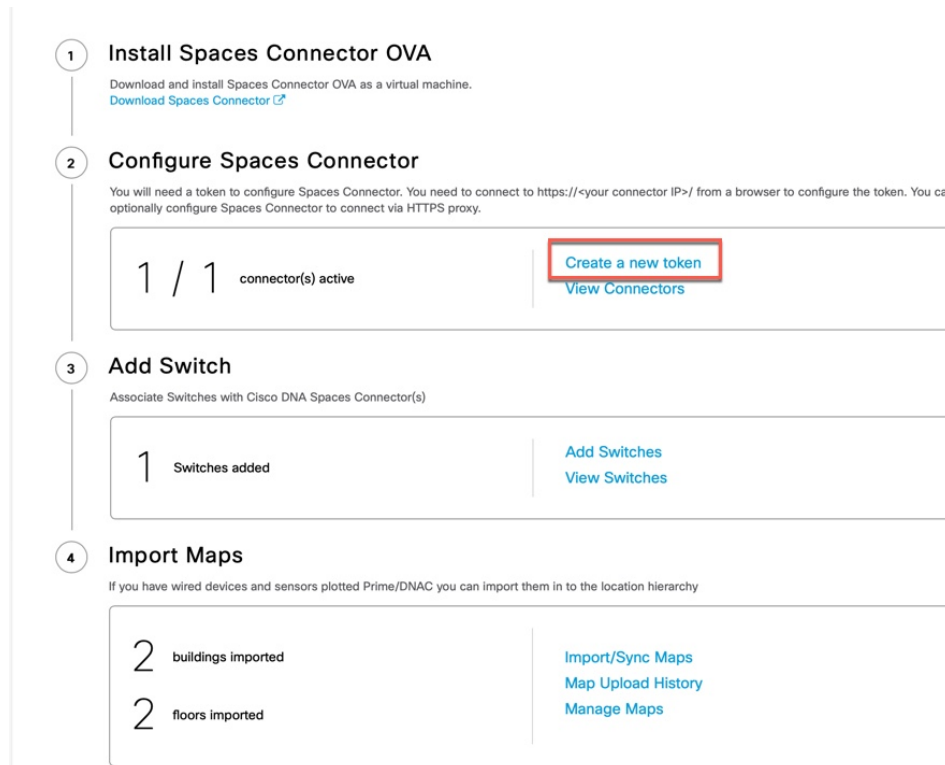 1
Install Spaces Connector OVA
Download and install Spaces Connector OVA as a virtual machine.
Download Spaces Connector
2
Configure Spaces Connector
You will need a token to configure Spaces Connector. You need to connect to https://<your connector IP>/ from a browser to configure the token. You ca
optionally configure Spaces Connector to connect via HTTPS proxy.
1 / 1 connector(s) active
Create a new token
View Connectors
3
Add Switch
Associate Switches with Cisco DNA Spaces Connector(s)
1 Switches added
Add Switches
View Switches
4
Import Maps
If you have wired devices and sensors plotted Prime/DNAC you can import them in to the location hierarchy
2 buildings imported
2 floors imported
Import/Sync Maps
Map Upload History
Manage Maps